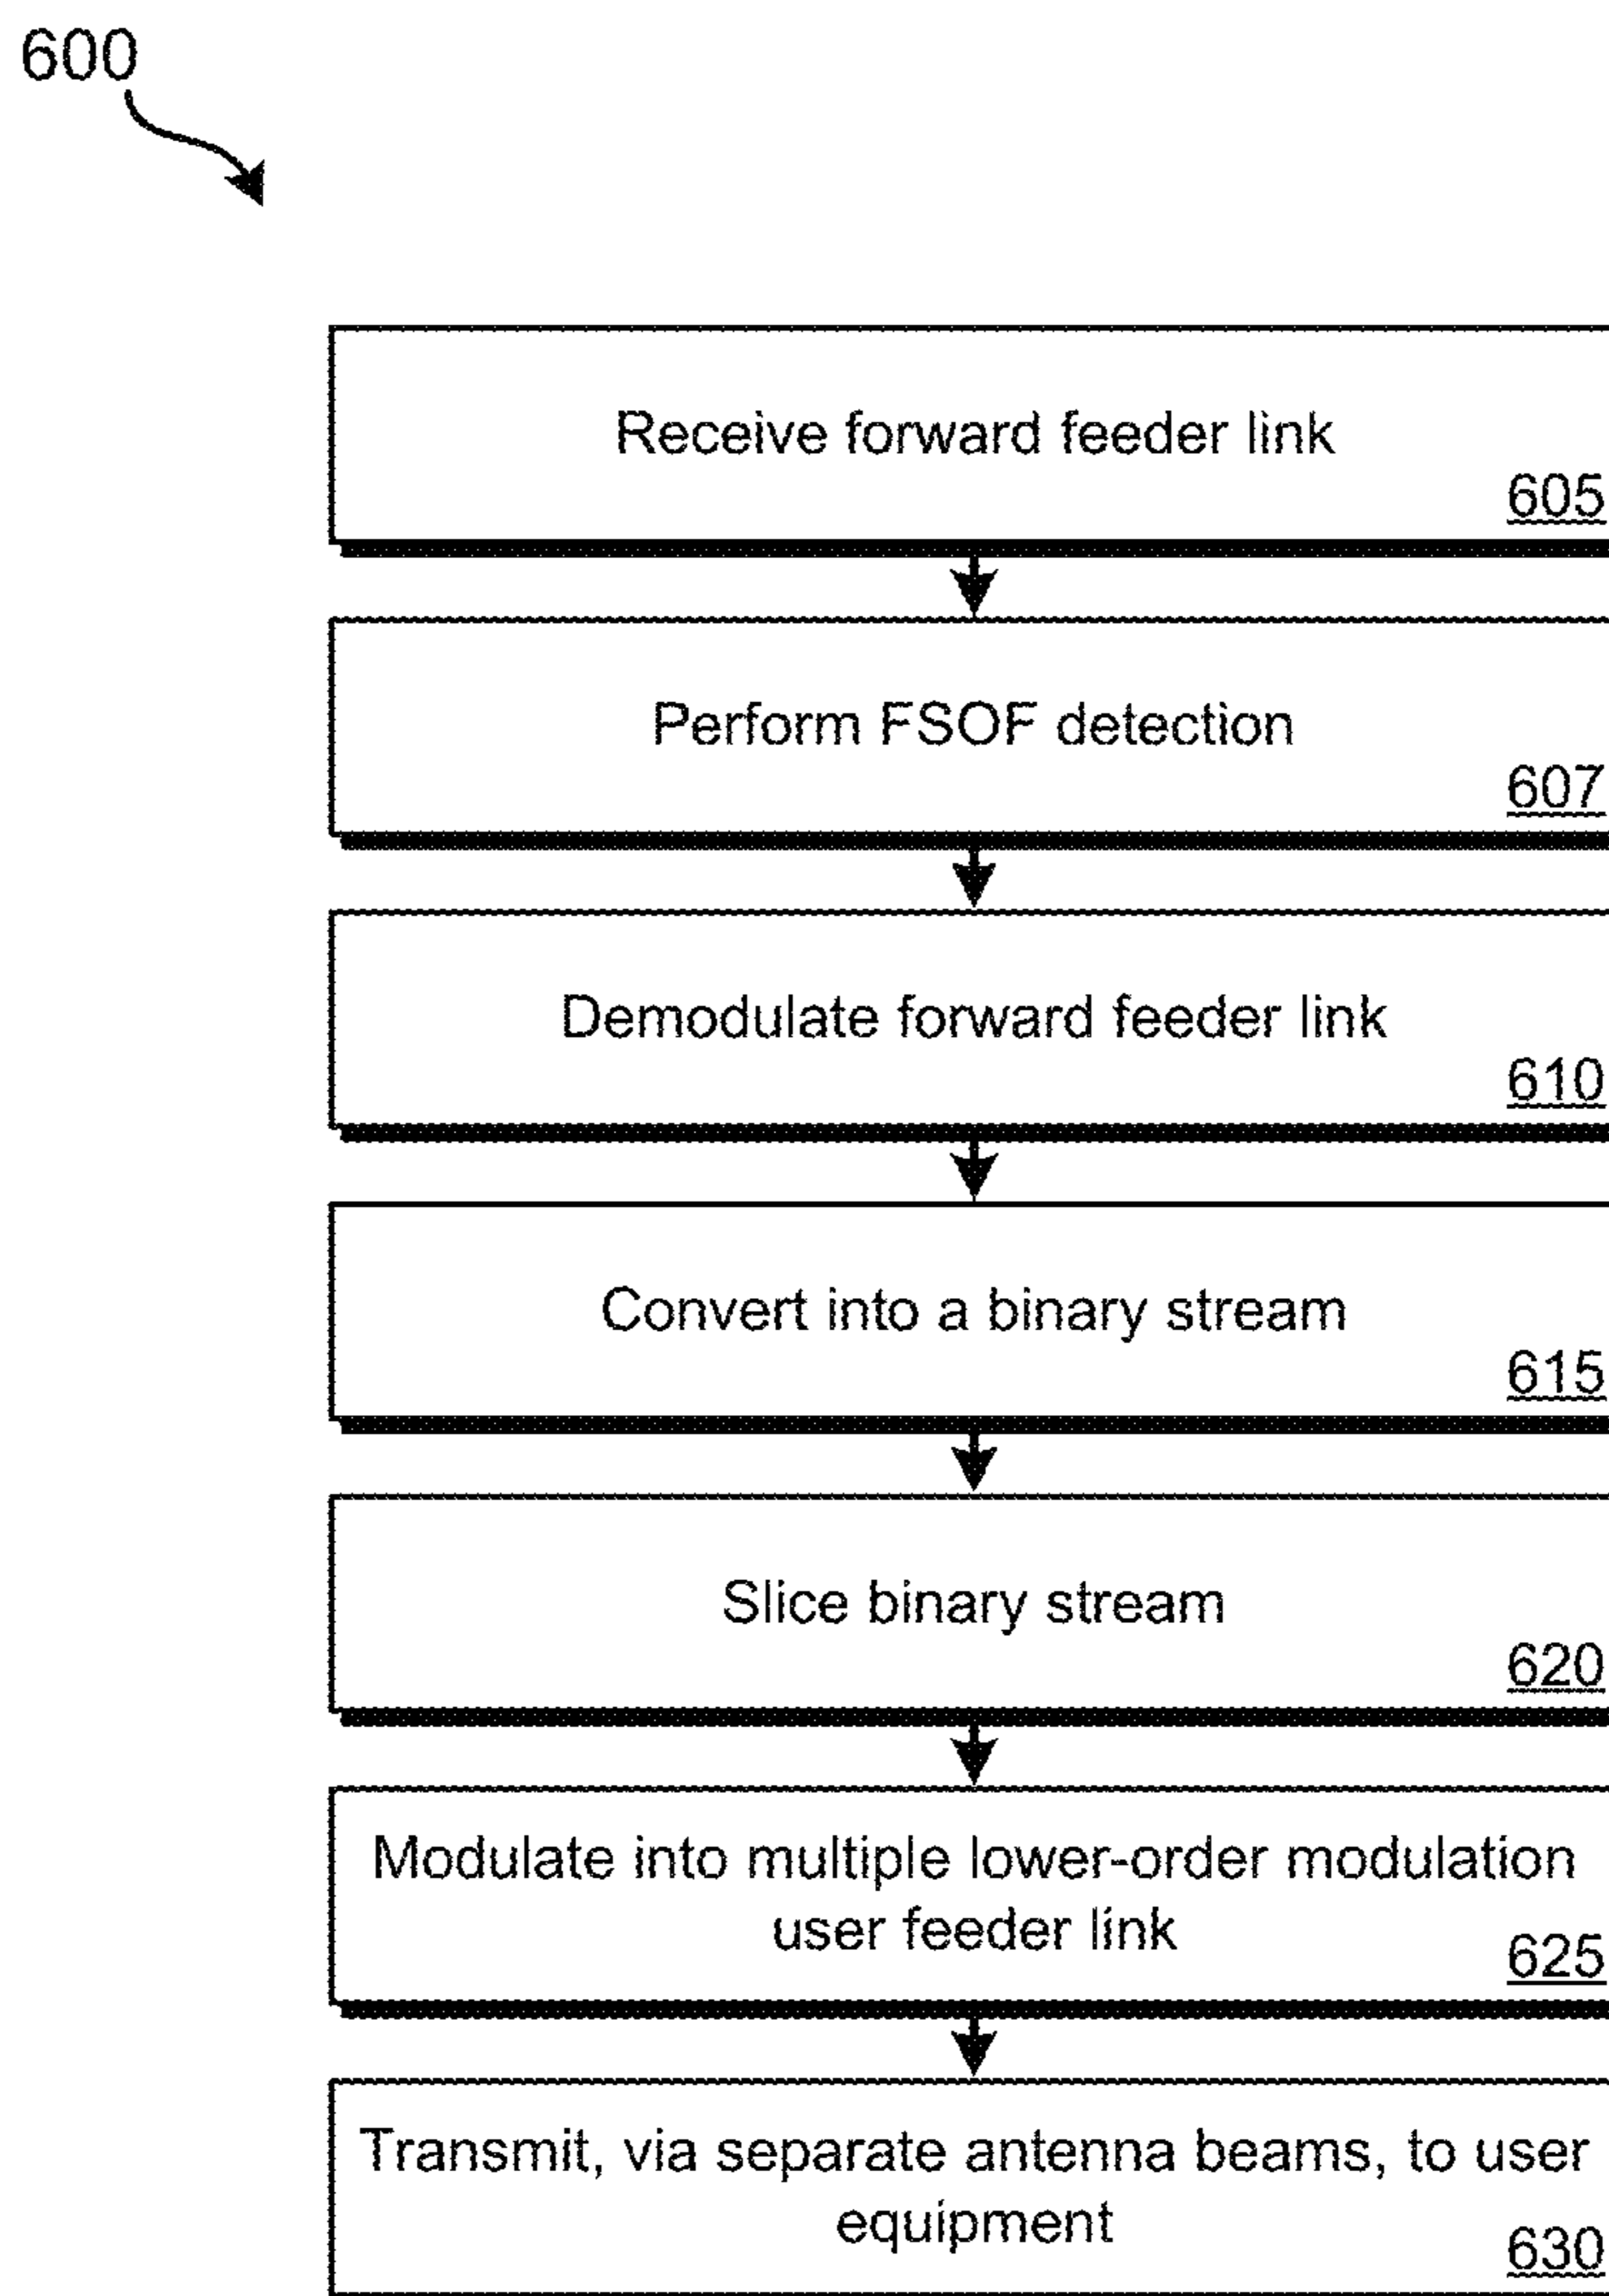 600
Receive forward feeder link
605
Perform FSOF detection
607
Demodulate forward feeder link
610
Convert into a binary stream
615
Slice binary stream
620
Modulate into multiple lower-order modulation
user feeder link
625
Transmit, via separate antenna beams, to user
equipment
630